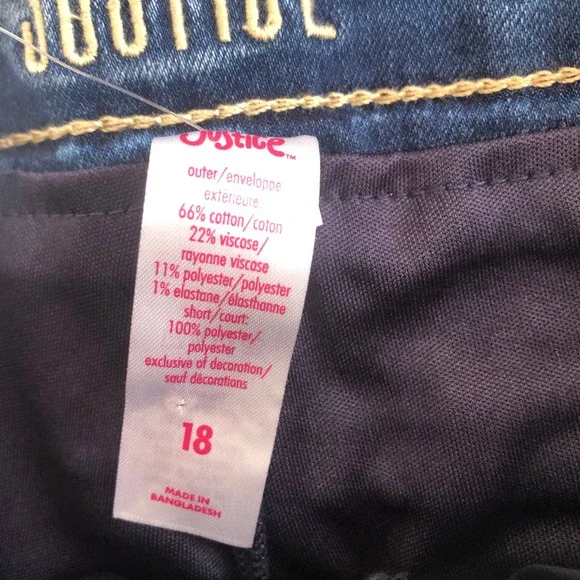 JUSTICE
Justice™
outer/enveloppe
extérieure:
66% cotton/coton
22% viscose/
rayonne viscose
11% polyester/polyester
1% elastane/élasthanne
short/court:
100% polyester/
polyester
exclusive of decoration/
sauf décorations
18
MADE IN
BANGLADESH